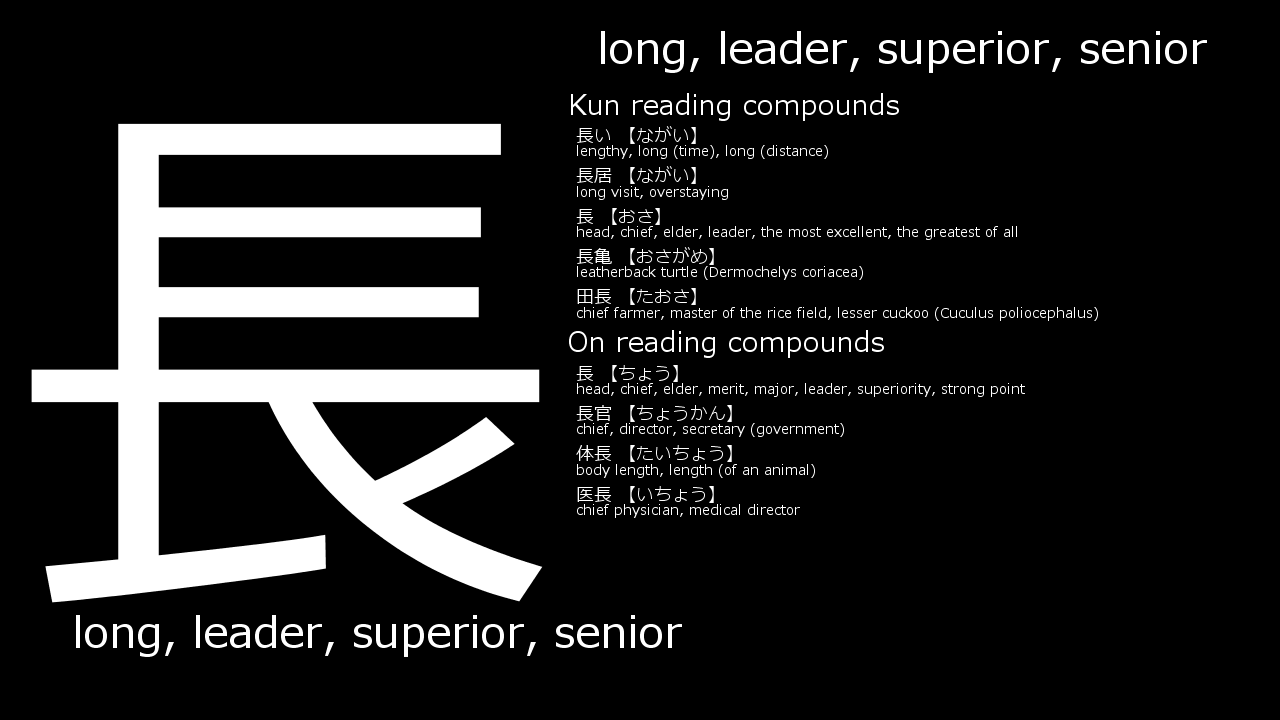 長
long, leader, superior, senior
long, leader, superior, senior
Kun reading compounds
長い 【ながい】
lengthy, long (time), long (distance)
長居 【ながい】
long visit, overstaying
長 【おさ】
head, chief, elder, leader, the most excellent, the greatest of all
長亀 【おさがめ】
leatherback turtle (Dermochelys coriacea)
田長 【たおさ】
chief farmer, master of the rice field, lesser cuckoo (Cuculus poliocephalus)
On reading compounds
長 【ちょう】
head, chief, elder, merit, major, leader, superiority, strong point
長官 【ちょうかん】
chief, director, secretary (government)
体長 【たいちょう】
body length, length (of an animal)
医長 【いちょう】
chief physician, medical director